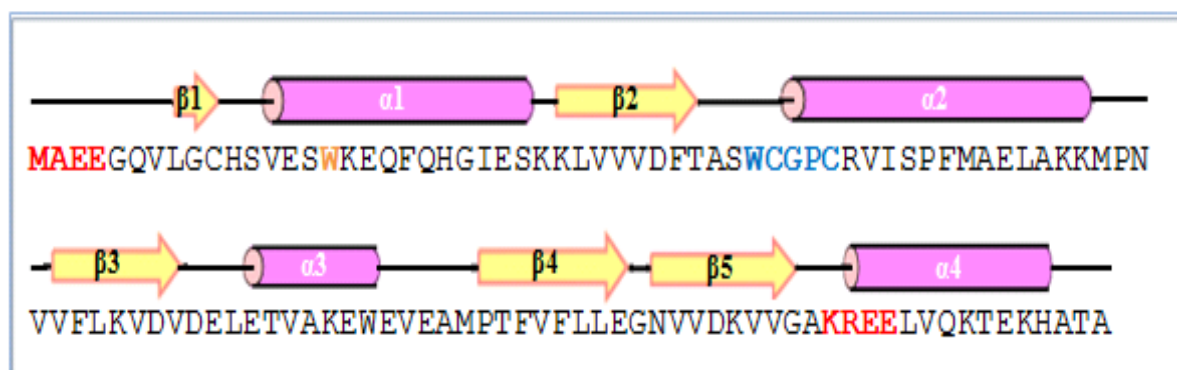 β1 α1 β2 α2
MAEEGQVLGCHSVESWKEQFQHGIESKKLVVVDFTASWCGPCRVISPFMAELAKKMPN
β3 α3 β4 β5 α4
VVFLKVDVDELETVAKEWEVEAMPTFVFLLEGNVVDKVVGAKREELVQKTEKHATA